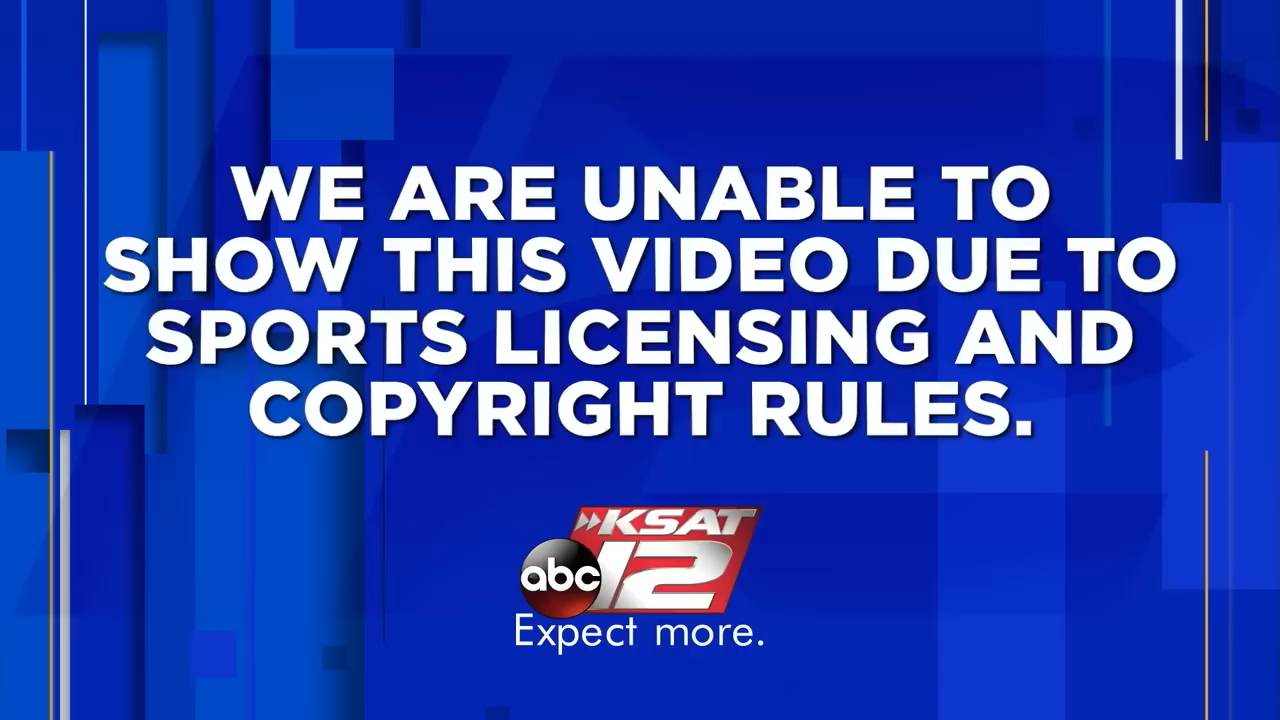 WE ARE UNABLE TO
SHOW THIS VIDEO DUE TO
SPORTS LICENSING AND
COPYRIGHT RULES.
KSAT
abc 12
Expect more.